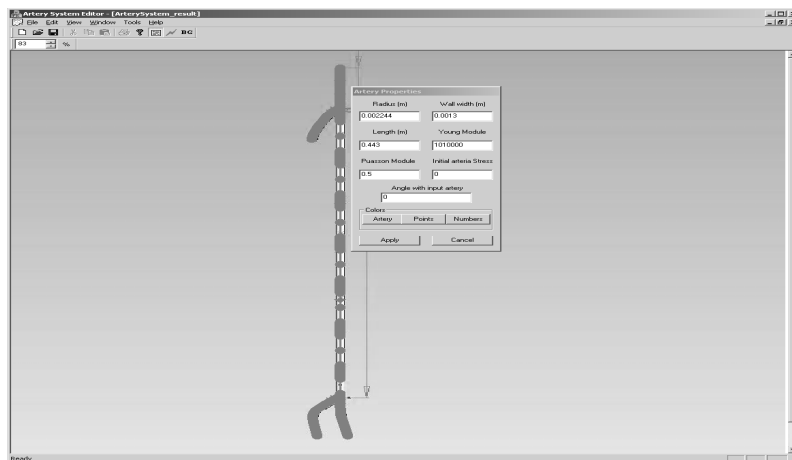 Artery System Editor - [ArterySystem_result]
File Edit View Window Tools Help
BC
83 %
Artery Properties
Radius (m) Wall width (m)
0.002244 0.0013
Length (m) Young Module
0.443 1010000
Puasson Module Initial arteria Stress
0.5 0
Angle with input artery
0
Colors
Artery Points Numbers
Apply Cancel
Ready